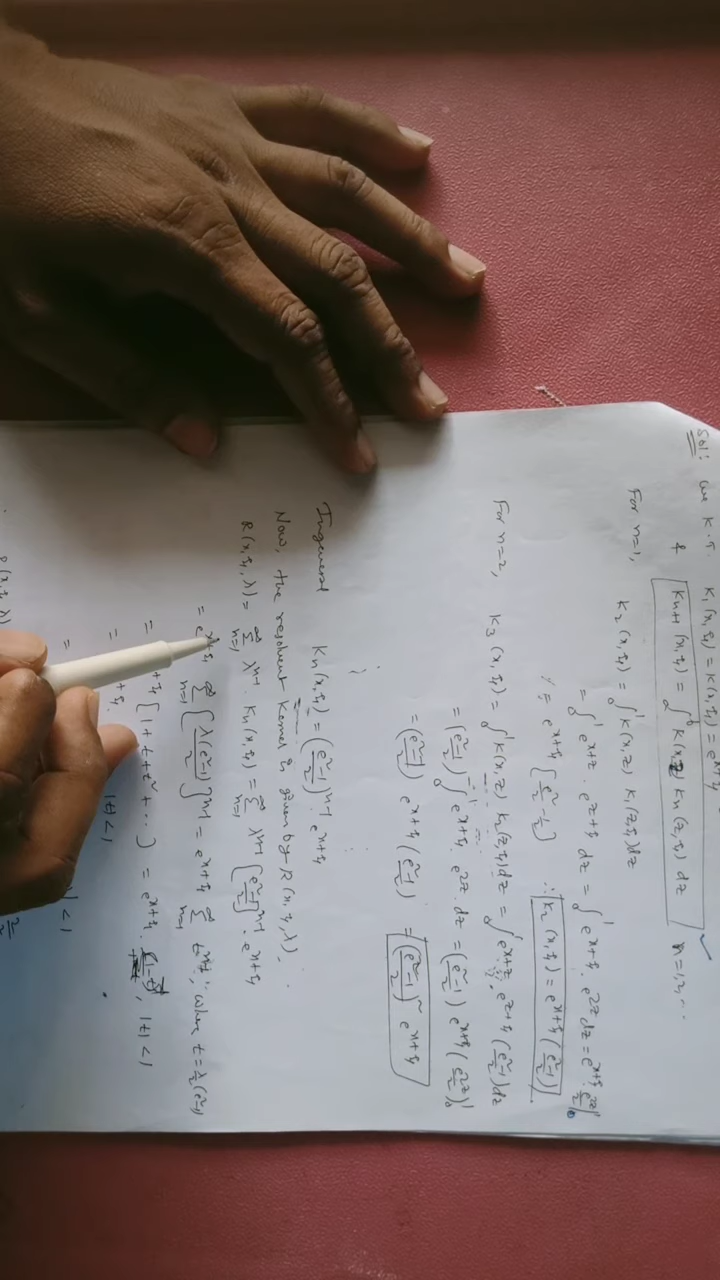 Sol: We K.T. K₁(x,ξ) = K(x,ξ) = e^{x+ξ}
& K_{n+1}(x,ξ) = ∫₀¹ K(x,z) K_n(z,ξ) dz n=1,2,...
For n=1, K₂(x,ξ) = ∫₀¹ K(x,z) K₁(z,ξ) dz
= ∫₀¹ e^{x+z} · e^{z+ξ} dz = ∫₀¹ e^{x+ξ} · e^{2z} dz = e^{x+ξ} · e^{2z}/2 |₀¹
= e^{x+ξ} {e²/2 - 1/2} ∴ K₂(x,ξ) = e^{x+ξ} ((e²-1)/2)
For n=2, K₃(x,ξ) = ∫₀¹ K(x,z) K₂(z,ξ) dz = ∫₀¹ e^{x+z} · e^{z+ξ} ((e²-1)/2) dz
= ((e²-1)/2) ∫₀¹ e^{x+ξ} · e^{2z} · dz = ((e²-1)/2) e^{x+ξ} (e^{2z}/2)₀¹
= ((e²-1)/2) e^{x+ξ} ((e²-1)/2) = ((e²-1)/2)² e^{x+ξ}
In general K_n(x,ξ) = ((e²-1)/2)^{n-1} · e^{x+ξ}
Now, the resolvent Kernel is given by R(x,ξ,λ),
R(x,ξ,λ) = Σ_{n=1}^∞ λ^{n-1} · K_n(x,ξ) = Σ_{n=1}^∞ λ^{n-1} [(e²-1)/2]^{n-1} · e^{x+ξ}
= e^{x+ξ} Σ_{n=1}^∞ [λ(e²-1)/2]^{n-1} = e^{x+ξ} Σ_{n=1}^∞ t^{n-1}, where t = λ/2 (e²-1)
= +ξ [1+t+t²+...] = e^{x+ξ} · (1-t)^{-1}, |t|<1
= +ξ. |t|<1
= <1
R(x,ξ,λ)